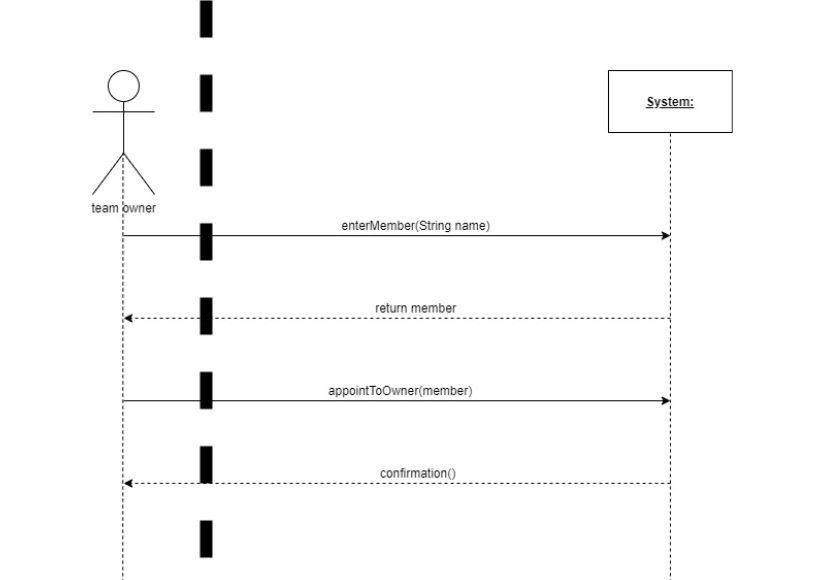 System:
team owner
enterMember(String name)
return member
appointToOwner(member)
confirmation()